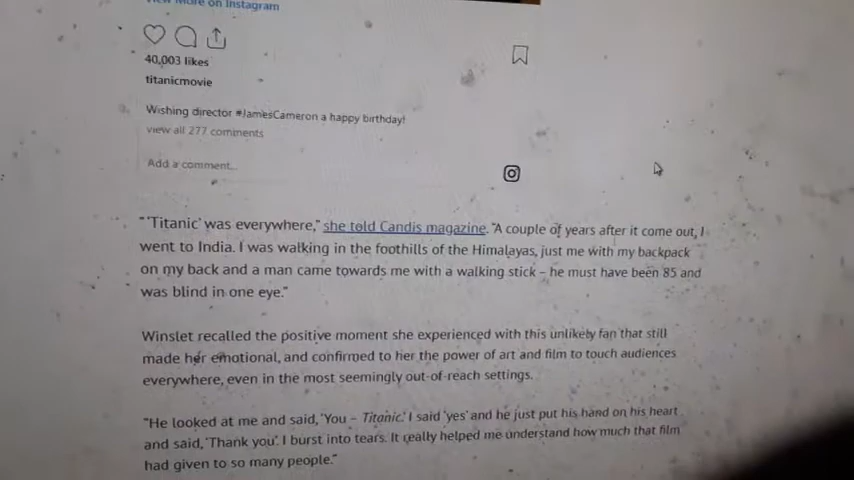 View More on Instagram
40,003 likes
titanicmovie
Wishing director #JamesCameron a happy birthday!
view all 277 comments
Add a comment...
"'Titanic' was everywhere," she told Candis magazine. "A couple of years after it come out, I
went to India. I was walking in the foothills of the Himalayas, just me with my backpack
on my back and a man came towards me with a walking stick – he must have been 85 and
was blind in one eye."
Winslet recalled the positive moment she experienced with this unlikely fan that still
made her emotional, and confirmed to her the power of art and film to touch audiences
everywhere, even in the most seemingly out-of-reach settings.
"He looked at me and said, 'You – Titanic.' I said 'yes' and he just put his hand on his heart
and said, 'Thank you'. I burst into tears. It really helped me understand how much that film
had given to so many people."